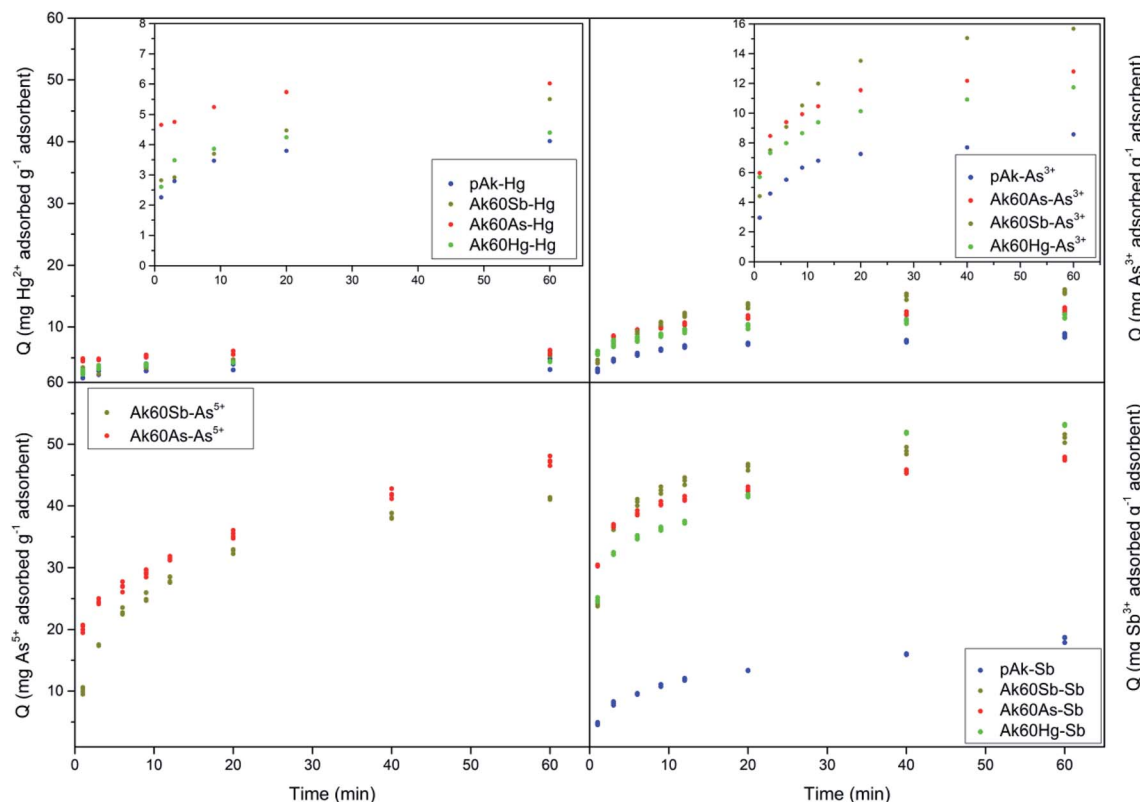 60
50
40
30
20
10
Q (mg Hg2+ adsorbed g-1 adsorbent)
8
7
6
5
4
3
2
1
0
0 10 20 30 40 50 60
pAk-Hg
Ak60Sb-Hg
Ak60As-Hg
Ak60Hg-Hg
16
14
12
10
8
6
4
2
0
0 10 20 30 40 50 60
pAk-As3+
Ak60As-As3+
Ak60Sb-As3+
Ak60Hg-As3+
Q (mg As3+ adsorbed g-1 adsorbent)
60
50
40
30
20
10
Q (mg As5+ adsorbed g-1 adsorbent)
Ak60Sb-As5+
Ak60As-As5+
0 10 20 30 40 50 60
Time (min)
pAk-Sb
Ak60Sb-Sb
Ak60As-Sb
Ak60Hg-Sb
0 10 20 30 40 50 60
Time (min)
Q (mg Sb3+ adsorbed g-1 adsorbent)